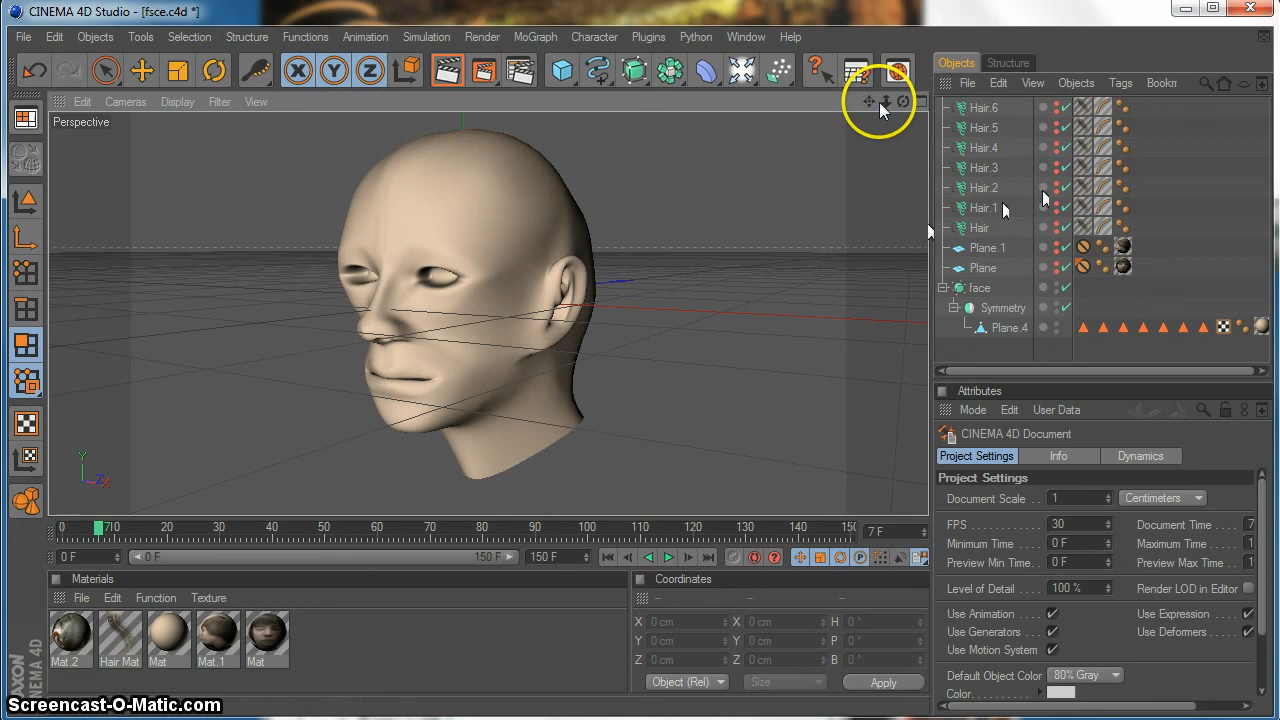 CINEMA 4D Studio - [fsce.c4d *]
File Edit Objects Tools Selection Structure Functions Animation Simulation Render MoGraph Character Plugins Python Window Help
X Y Z
Edit Cameras Display Filter View
Perspective
Y
Z X
0 710 20 30 40 50 60 70 80 90 100 110 120 130 140 150
7 F
0 F 0 F 150 F 150 F
Materials
File Edit Function Texture
Mat.2 Hair Mat Mat Mat.1 Mat
MAXON
CINEMA 4D
Coordinates
-- -- --
X 0 cm X 0 cm H 0 °
Y 0 cm Y 0 cm P 0 °
Z 0 cm Z 0 cm B 0 °
Object (Rel) Size Apply
Objects Structure
File Edit View Objects Tags Bookr
Hair.6
Hair.5
Hair.4
Hair.3
Hair.2
Hair.1
Hair
Plane.1
Plane
face
Symmetry
Plane.4
Attributes
Mode Edit User Data
CINEMA 4D Document
Project Settings Info Dynamics
Project Settings
Document Scale . . 1 Centimeters
FPS . . . . . . . . . . . 30 Document Time . . 7
Minimum Time . . . 0 F Maximum Time . . 1
Preview Min Time . 0 F Preview Max Time . 1
Level of Detail . . . 100 % Render LOD in Editor
Use Animation . . . Use Expression . .
Use Generators . . Use Deformers . .
Use Motion System
Default Object Color 80% Gray
Color. . . .
Screencast-O-Matic.com